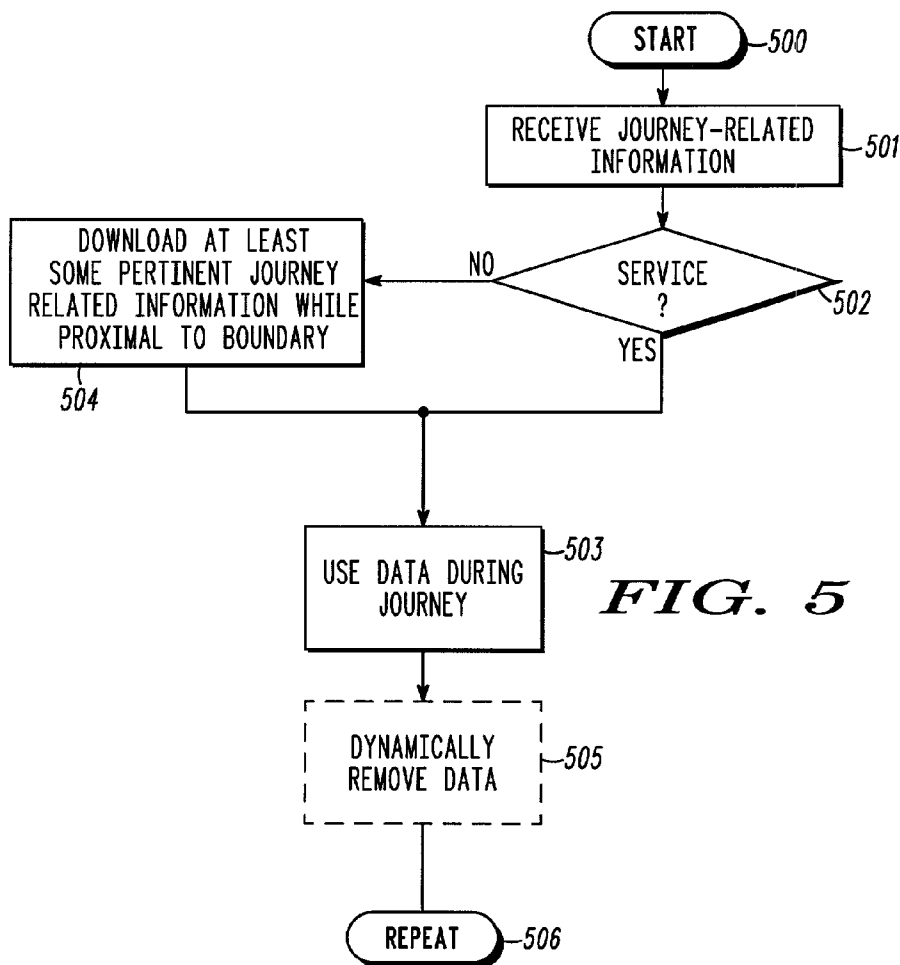 START
500
RECEIVE JOURNEY-RELATED
INFORMATION
501
DOWNLOAD AT LEAST
SOME PERTINENT JOURNEY
RELATED INFORMATION WHILE
PROXIMAL TO BOUNDARY
504
NO
SERVICE
?
502
YES
USE DATA DURING
JOURNEY
503
FIG. 5
DYNAMICALLY
REMOVE DATA
505
REPEAT
506